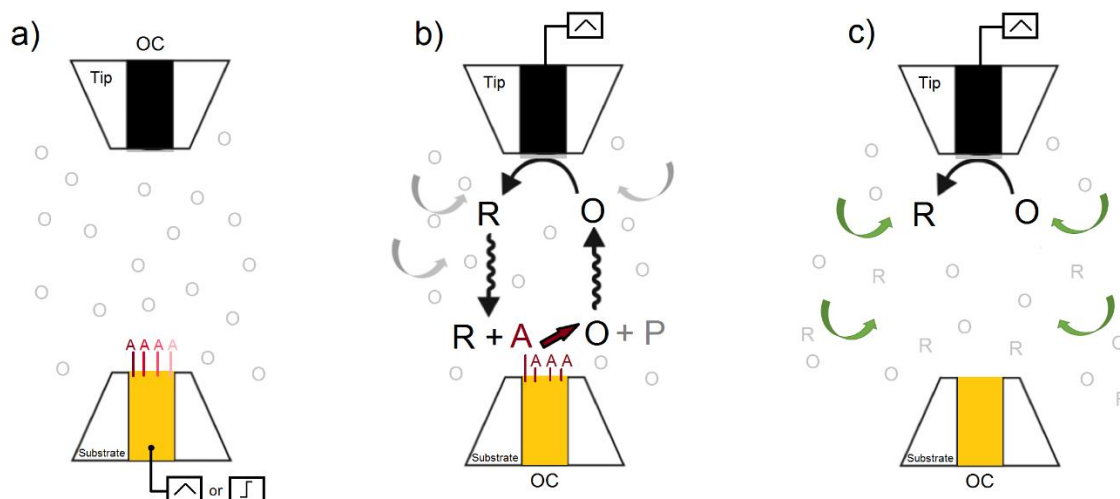 a)
OC
Tip
O O O O O O O O O O O O O O O O O
A A A A
Substrate
or
b)
Tip
O O O O O O O O O O O
R O
R + A O + P
A A A
Substrate
OC
c)
Tip
O O
R O
O R O R
O O
R R R O
O O R
Substrate
OC